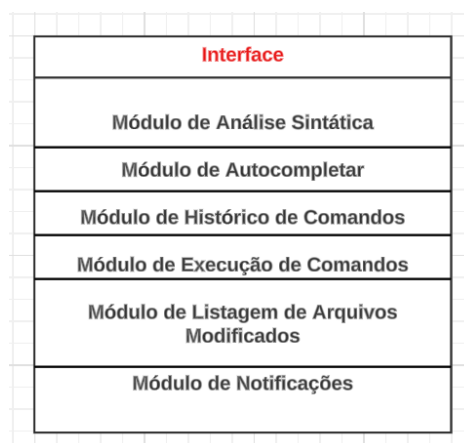 Interface
Módulo de Análise Sintática
Módulo de Autocompletar
Módulo de Histórico de Comandos
Módulo de Execução de Comandos
Módulo de Listagem de Arquivos
Modificados
Módulo de Notificações